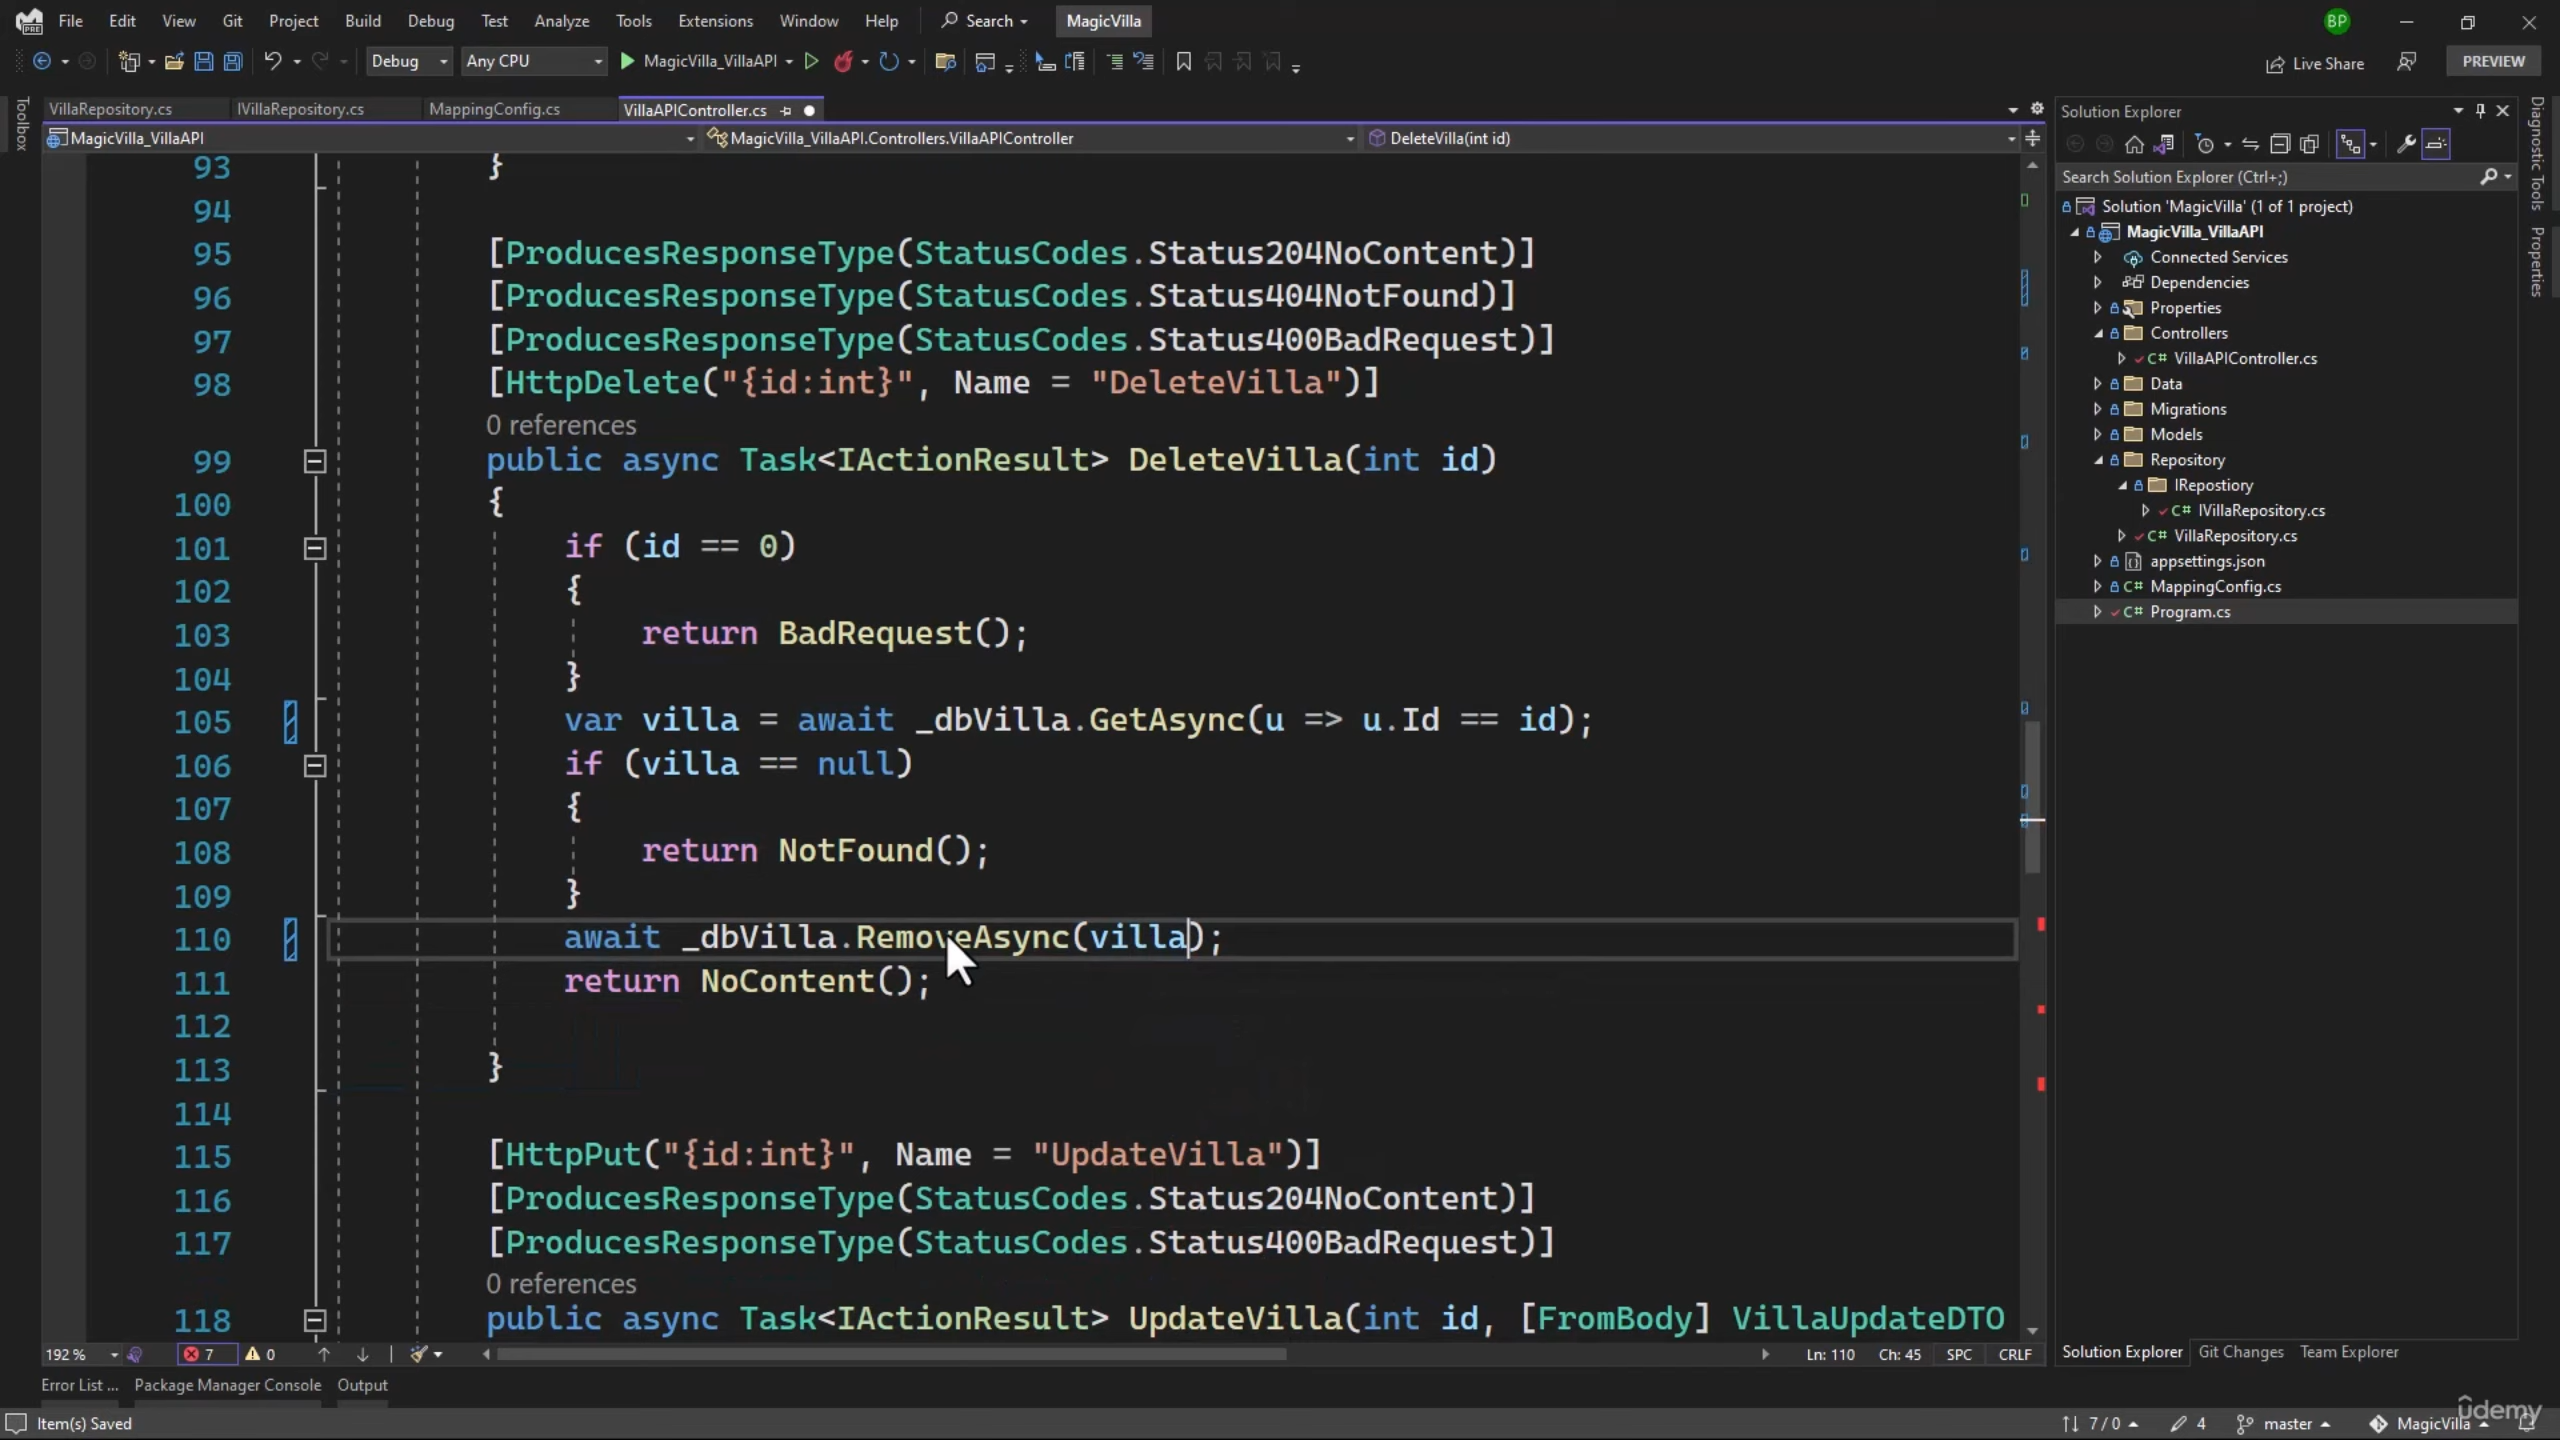 File Edit View Git Project Build Debug Test Analyze Tools Extensions Window Help Search MagicVilla BP
Debug Any CPU MagicVilla_VillaAPI Live Share PREVIEW
Toolbox
VillaRepository.cs IVillaRepository.cs MappingConfig.cs VillaAPIController.cs
MagicVilla_VillaAPI MagicVilla_VillaAPI.Controllers.VillaAPIController DeleteVilla(int id)
93 }
94
95 [ProducesResponseType(StatusCodes.Status204NoContent)]
96 [ProducesResponseType(StatusCodes.Status404NotFound)]
97 [ProducesResponseType(StatusCodes.Status400BadRequest)]
98 [HttpDelete("{id:int}", Name = "DeleteVilla")]
0 references
99 public async Task<IActionResult> DeleteVilla(int id)
100 {
101 if (id == 0)
102 {
103 return BadRequest();
104 }
105 var villa = await _dbVilla.GetAsync(u => u.Id == id);
106 if (villa == null)
107 {
108 return NotFound();
109 }
110 await _dbVilla.RemoveAsync(villa);
111 return NoContent();
112
113 }
114
115 [HttpPut("{id:int}", Name = "UpdateVilla")]
116 [ProducesResponseType(StatusCodes.Status204NoContent)]
117 [ProducesResponseType(StatusCodes.Status400BadRequest)]
0 references
118 public async Task<IActionResult> UpdateVilla(int id, [FromBody] VillaUpdateDTO
192 % 7 0 Ln: 110 Ch: 45 SPC CRLF
Error List ... Package Manager Console Output
Item(s) Saved 7 / 0 4 master MagicVilla
Solution Explorer
Search Solution Explorer (Ctrl+;)
Solution 'MagicVilla' (1 of 1 project)
MagicVilla_VillaAPI
Connected Services
Dependencies
Properties
Controllers
C# VillaAPIController.cs
Data
Migrations
Models
Repository
IRepostiory
C# IVillaRepository.cs
C# VillaRepository.cs
appsettings.json
C# MappingConfig.cs
C# Program.cs
Solution Explorer Git Changes Team Explorer
Diagnostic Tools
Properties
udemy